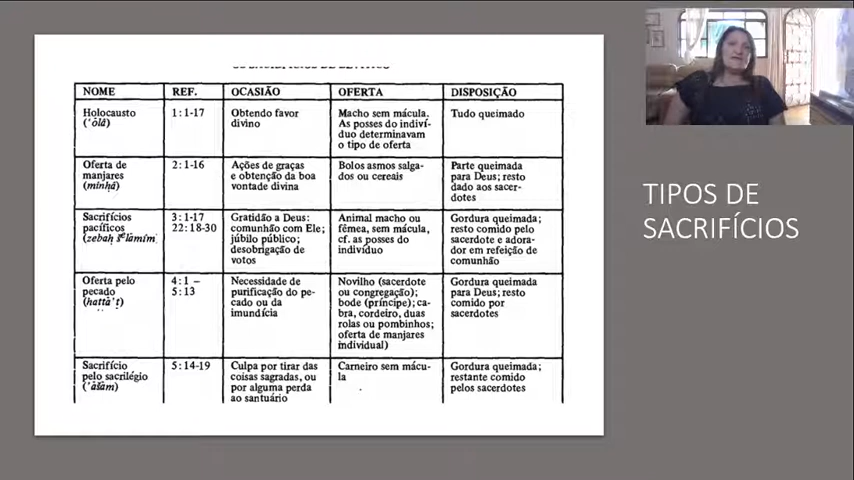 NOME REF. OCASIÃO OFERTA DISPOSIÇÃO
Holocausto
('ōlâ)
1:1-17
Obtendo favor
divino
Macho sem mácula.
As posses do indiví-
duo determinavam
o tipo de oferta
Tudo queimado
Oferta de
manjares
(minḥâ)
2:1-16
Ações de graças
e obtenção da boa
vontade divina
Bolos asmos salga-
dos ou cereais
Parte queimada
para Deus; resto
dado aos sacer-
dotes
Sacrifícios
pacíficos
(zebaḥ šᵉlāmîm)
3:1-17
22:18-30
Gratidão a Deus:
comunhão com Ele;
júbilo público;
desobrigação de
votos
Animal macho ou
fêmea, sem mácula,
cf. as posses do
indivíduo
Gordura queimada;
resto comido pelo
sacerdote e adora-
dor em refeição de
comunhão
Oferta pelo
pecado
(ḥaṭṭā'ṯ)
4:1 –
5:13
Necessidade de
purificação do pe-
cado ou da
imundícia
Novilho (sacerdote
ou congregação);
bode (príncipe); ca-
bra, cordeiro, duas
rolas ou pombinhos;
oferta de manjares
individual)
Gordura queimada
para Deus; resto
comido por
sacerdotes
Sacrifício
pelo sacrilégio
('āšām)
5:14-19
Culpa por tirar das
coisas sagradas, ou
por alguma perda
ao santuário
Carneiro sem mácu-
la
Gordura queimada;
restante comido
pelos sacerdotes
TIPOS DE
SACRIFÍCIOS